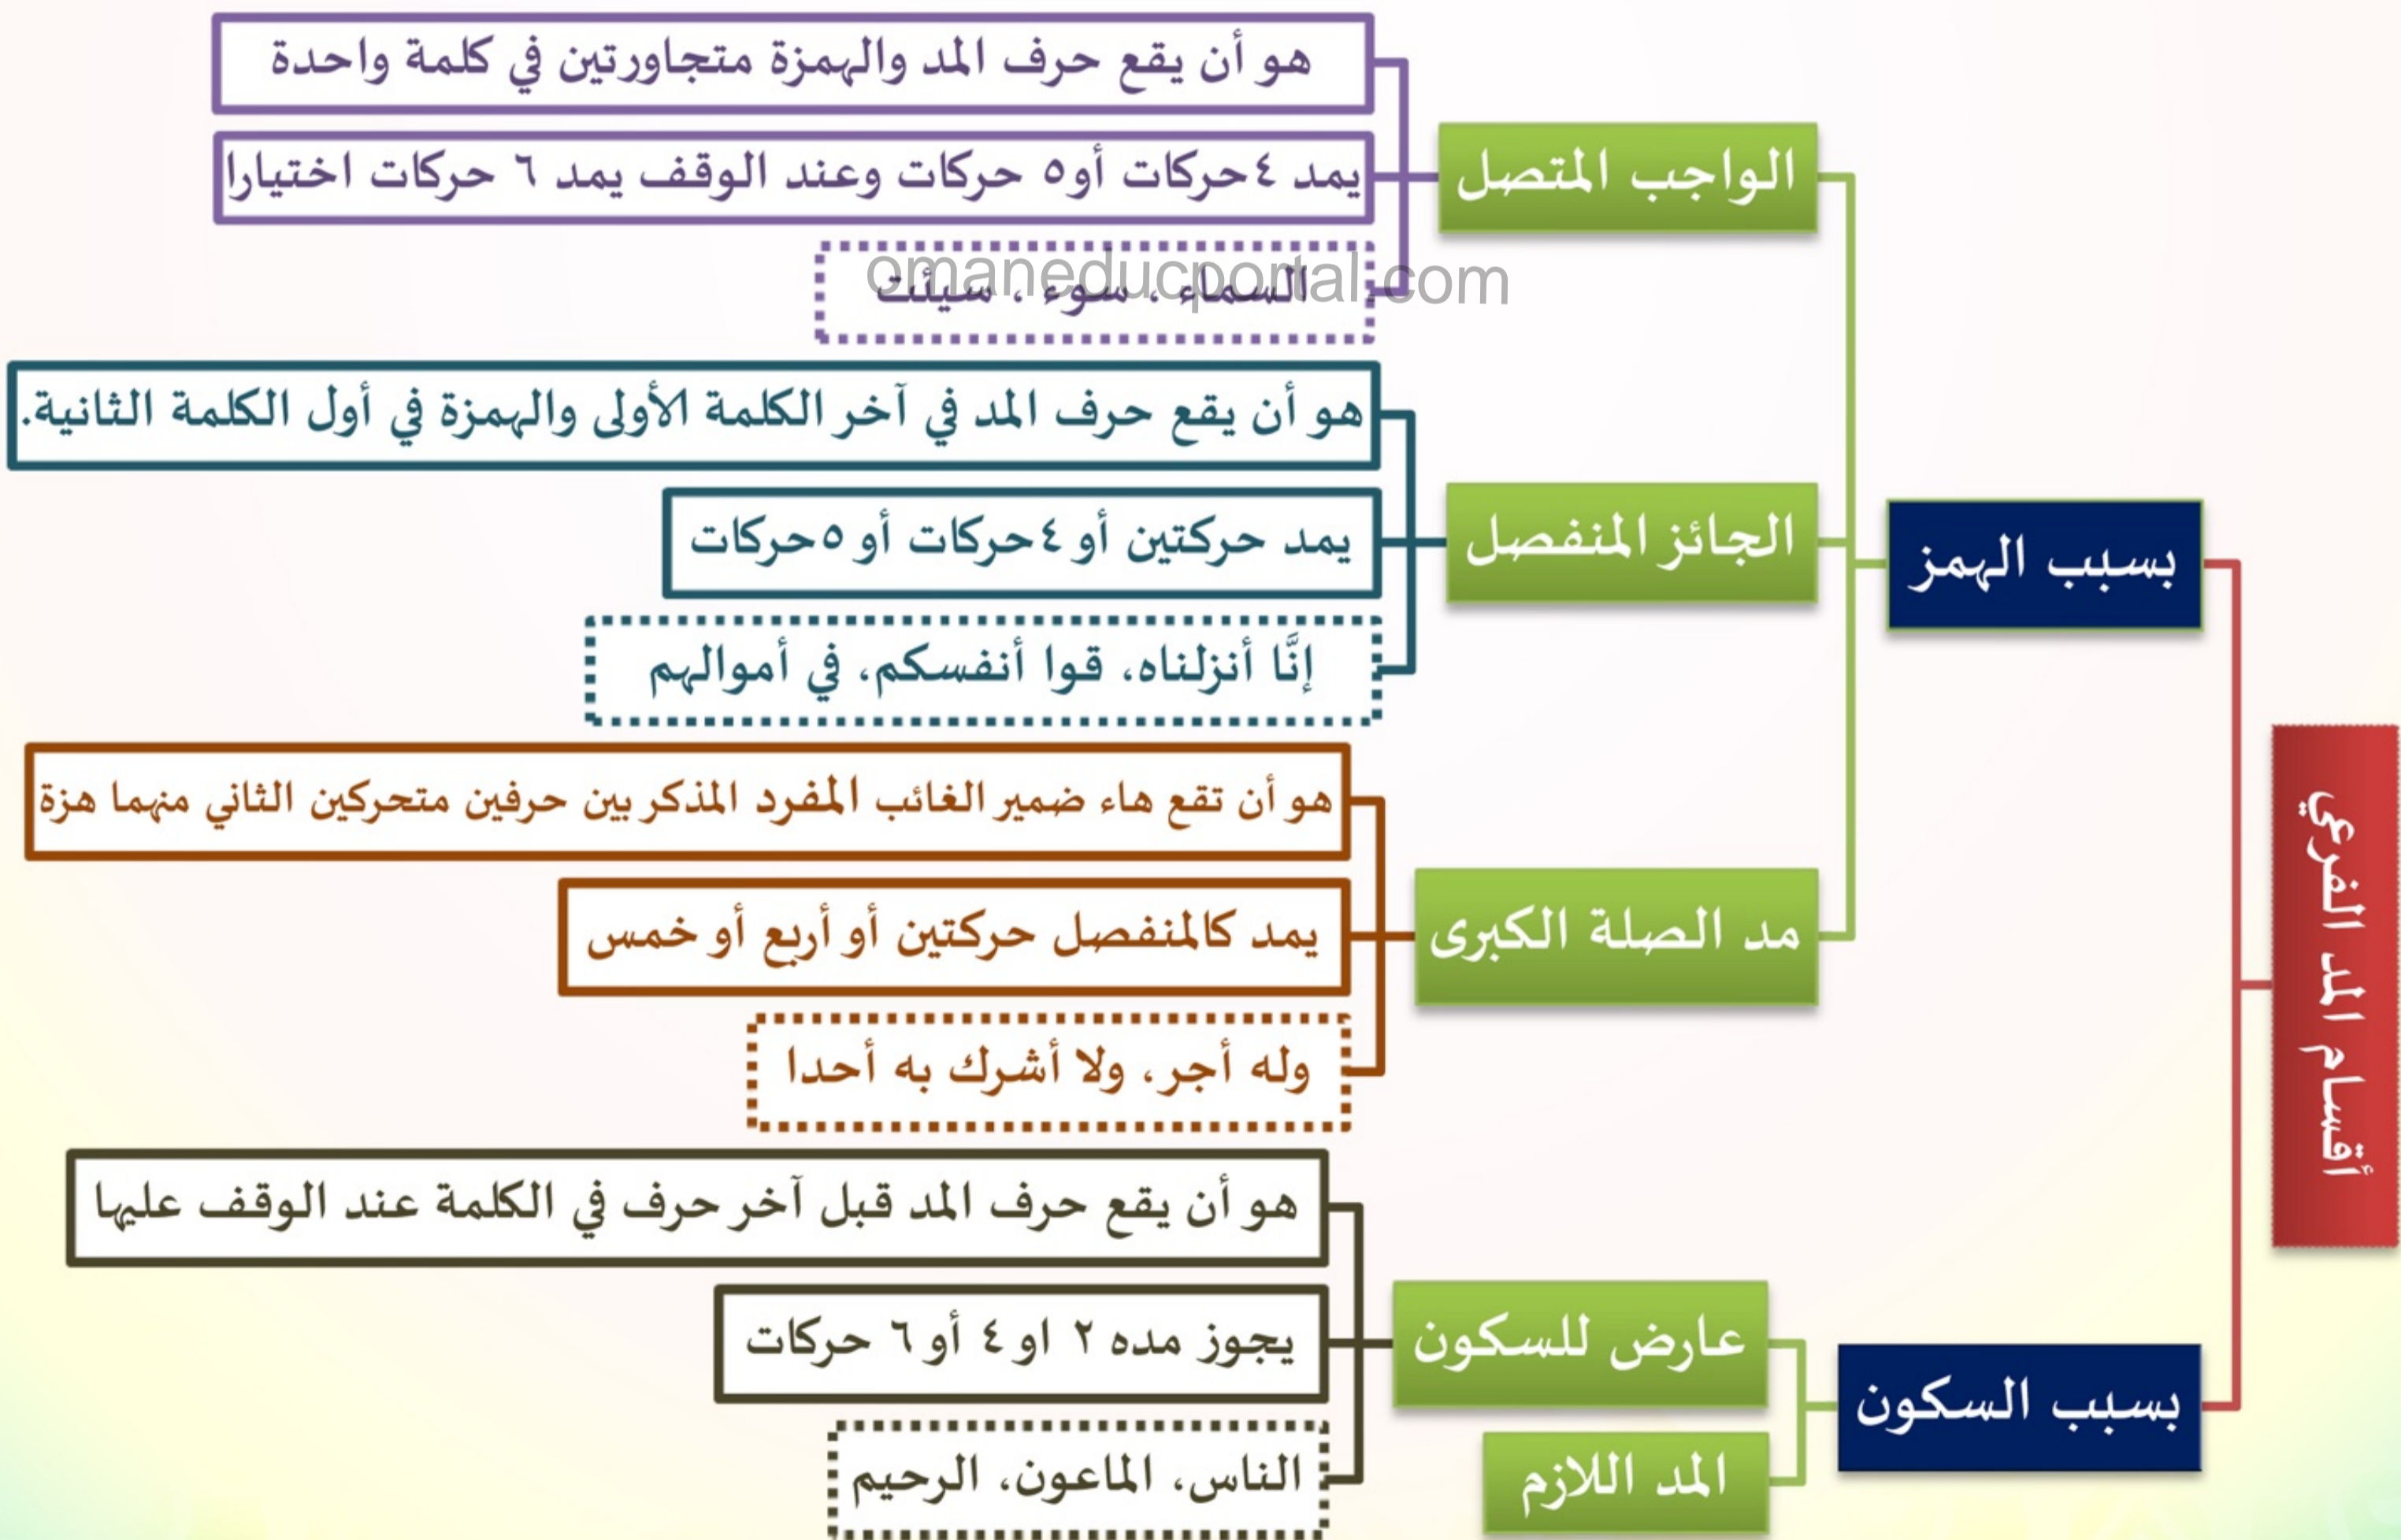 أقسام المد الفرعي
بسبب الهمز
الواجب المتصل
هو أن يقع حرف المد والهمزة متجاورتين في كلمة واحدة
يمد ٤حركات أو٥ حركات وعند الوقف يمد ٦ حركات اختيارا
السماء ، سوء ، سيئت
omaneducportal.com
الجائز المنفصل
هو أن يقع حرف المد في آخر الكلمة الأولى والهمزة في أول الكلمة الثانية.
يمد حركتين أو ٤حركات أو ٥حركات
إنَّا أنزلناه، قوا أنفسكم، في أموالهم
مد الصلة الكبرى
هو أن تقع هاء ضمير الغائب المفرد المذكر بين حرفين متحركين الثاني منهما هزة
يمد كالمنفصل حركتين أو أربع أو خمس
وله أجر، ولا أشرك به أحدا
بسبب السكون
عارض للسكون
هو أن يقع حرف المد قبل آخر حرف في الكلمة عند الوقف عليها
يجوز مده ٢ او ٤ أو ٦ حركات
الناس، الماعون، الرحيم
المد اللازم